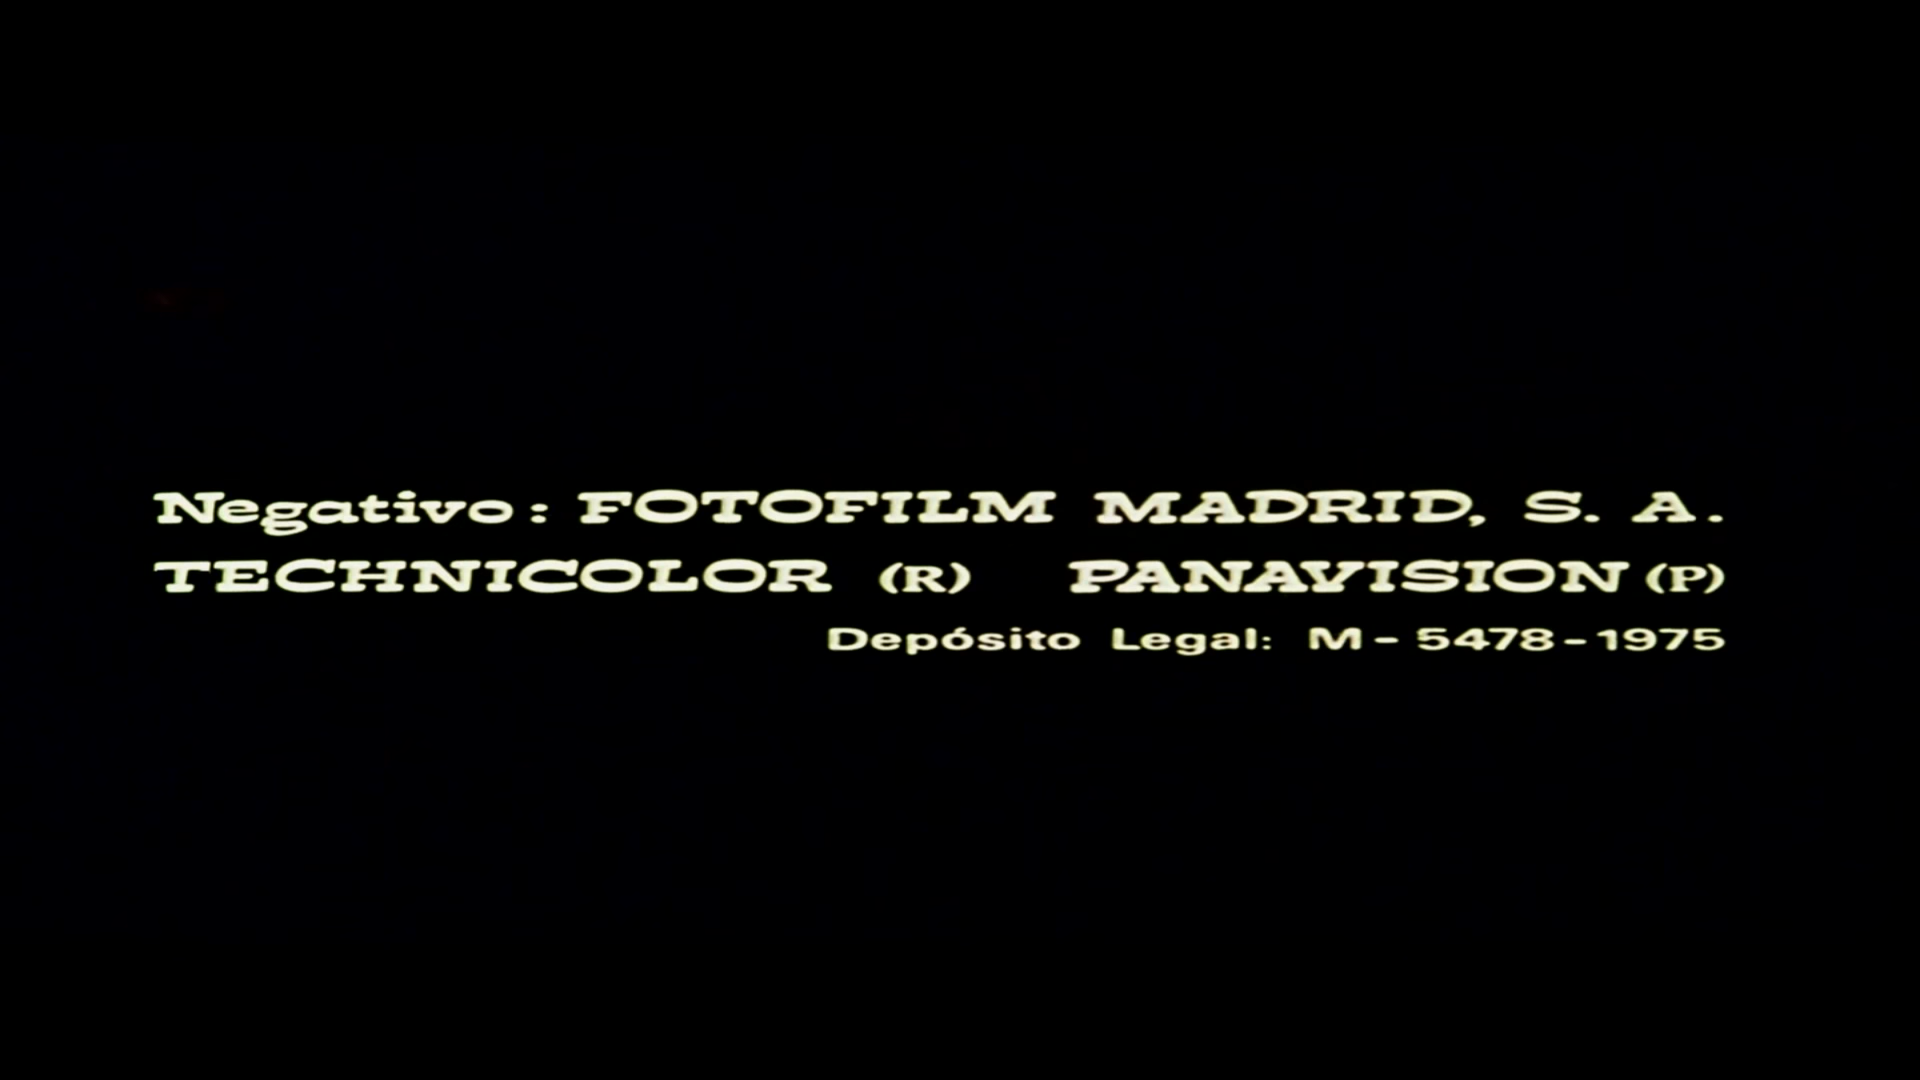 Negativo: FOTOFILM MADRID, S. A.
TECHNICOLOR (R) PANAVISION (P)
Depósito Legal: M-5478-1975